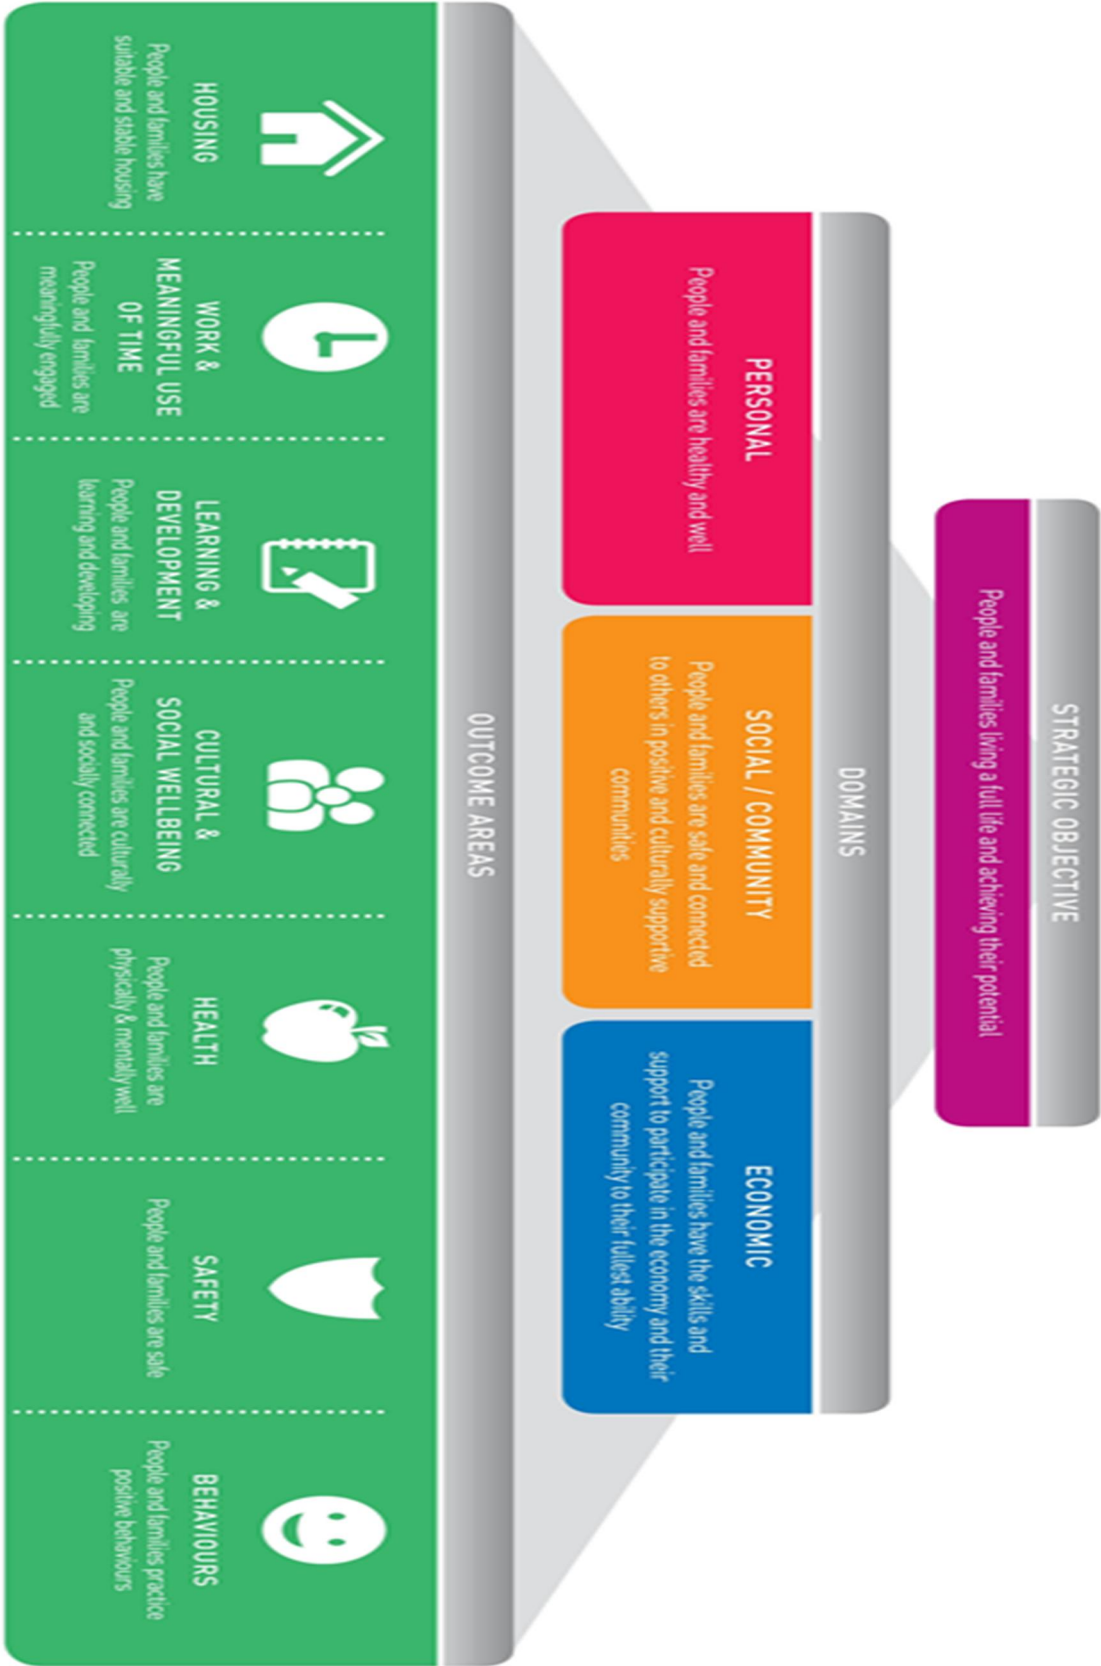 STRATEGIC OBJECTIVE
People and families living a full life and achieving their potential
DOMAINS
PERSONAL
People and families are healthy and well
SOCIAL / COMMUNITY
People and families are safe and connected
to others in positive and culturally supportive
communities
ECONOMIC
People and families have the skills and
support to participate in the economy and their
community to their fullest ability
OUTCOME AREAS
HOUSING
People and families have
suitable and stable housing
WORK &
MEANINGFUL USE
OF TIME
People and families are
meaningfully engaged
LEARNING &
DEVELOPMENT
People and families are
learning and developing
CULTURAL &
SOCIAL WELLBEING
People and families are culturally
and socially connected
HEALTH
People and families are
physically & mentally well
SAFETY
People and families are safe
BEHAVIOURS
People and families practice
positive behaviours